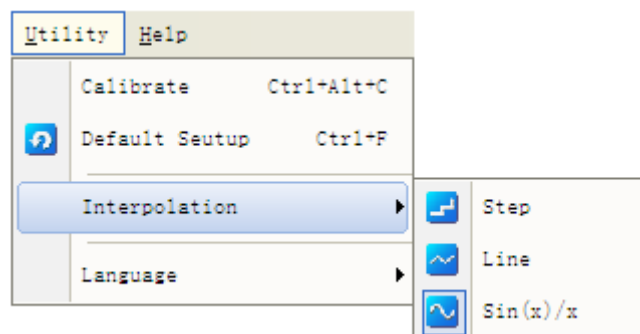 Utility Help
Calibrate Ctrl+Alt+C
Default Seutup Ctrl+F
Interpolation
Step
Line
Language
Sin(x)/x